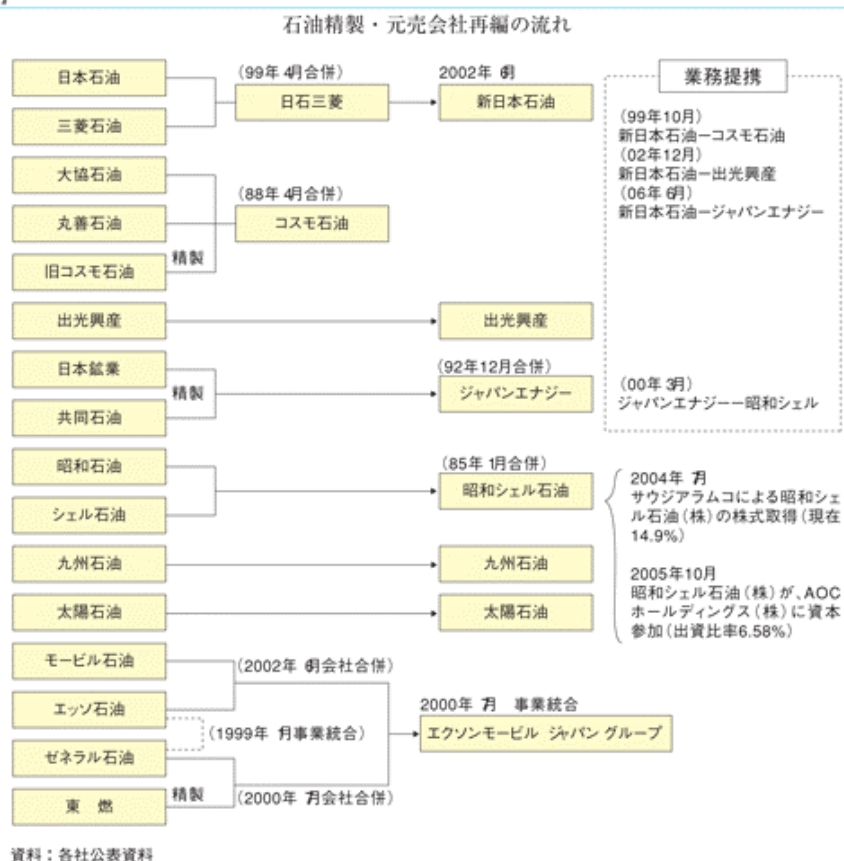 石油精製・元売会社再編の流れ
日本石油
三菱石油
(99年 4月合併)
日石三菱
2002年 6月
新日本石油
大協石油
丸善石油
旧コスモ石油
精製
(88年 4月合併)
コスモ石油
出光興産
出光興産
日本鉱業
共同石油
精製
(92年12月合併)
ジャパンエナジー
昭和石油
シェル石油
(85年 1月合併)
昭和シェル石油
九州石油
九州石油
太陽石油
太陽石油
モービル石油
エッソ石油
ゼネラル石油
東 燃
精製
(2002年 6月会社合併)
(1999年 1月事業統合)
(2000年 7月会社合併)
2000年 7月 事業統合
エクソンモービル ジャパン グループ
業務提携
(99年10月)
新日本石油ーコスモ石油
(02年12月)
新日本石油ー出光興産
(06年 6月)
新日本石油ージャパンエナジー
(00年 3月)
ジャパンエナジーー昭和シェル
2004年 7月
サウジアラムコによる昭和シェ
ル石油(株)の株式取得(現在
14.9%)
2005年10月
昭和シェル石油(株)が、AOC
ホールディングス(株)に資本
参加(出資比率6.58%)
資料：各社公表資料